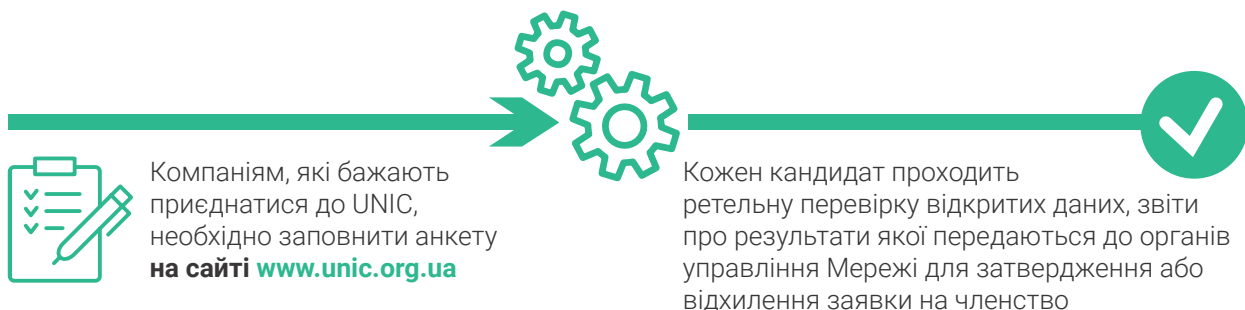 Компаніям, які бажають
приєднатися до UNIC,
необхідно заповнити анкету
на сайті www.unic.org.ua
Кожен кандидат проходить
ретельну перевірку відкритих даних, звіти
про результати якої передаються до органів
управління Мережі для затвердження або
відхилення заявки на членство